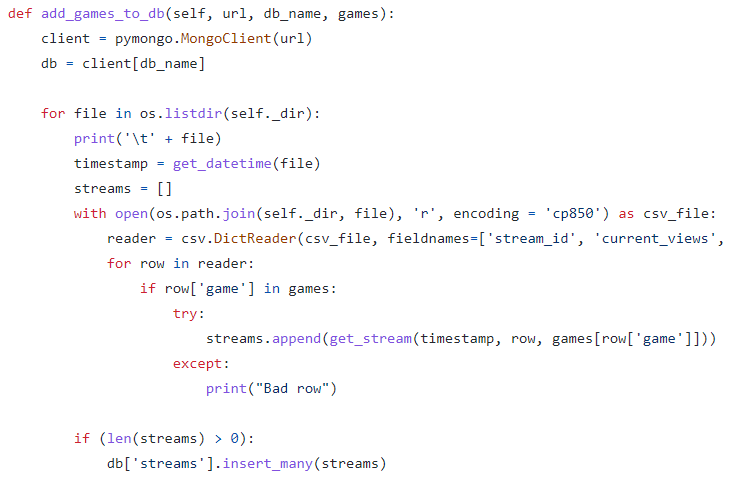 def add_games_to_db(self, url, db_name, games):
    client = pymongo.MongoClient(url)
    db = client[db_name]

    for file in os.listdir(self._dir):
        print('\t' + file)
        timestamp = get_datetime(file)
        streams = []
        with open(os.path.join(self._dir, file), 'r', encoding = 'cp850') as csv_file:
            reader = csv.DictReader(csv_file, fieldnames=['stream_id', 'current_views',
            for row in reader:
                if row['game'] in games:
                    try:
                        streams.append(get_stream(timestamp, row, games[row['game']]))
                    except:
                        print("Bad row")

        if (len(streams) > 0):
            db['streams'].insert_many(streams)